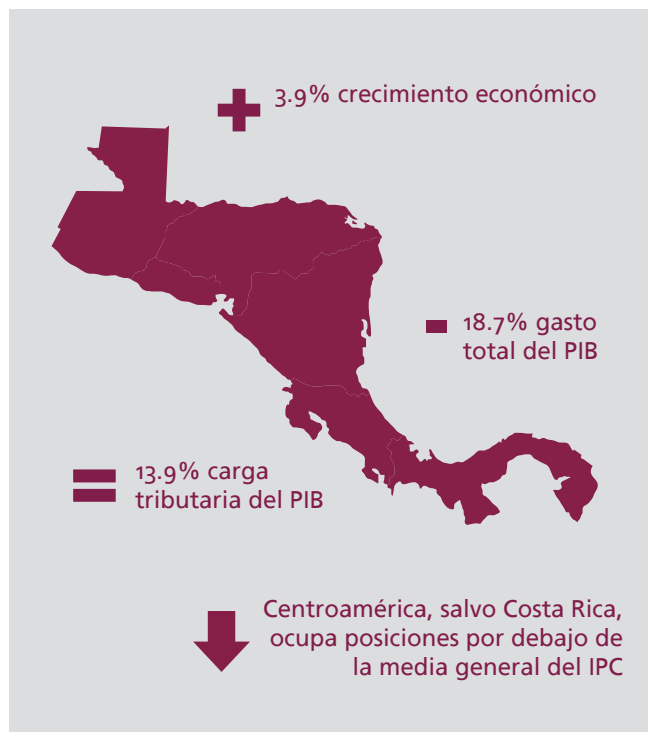 3.9% crecimiento económico
18.7% gasto
total del PIB
13.9% carga
tributaria del PIB
Centroamérica, salvo Costa Rica,
ocupa posiciones por debajo de
la media general del IPC